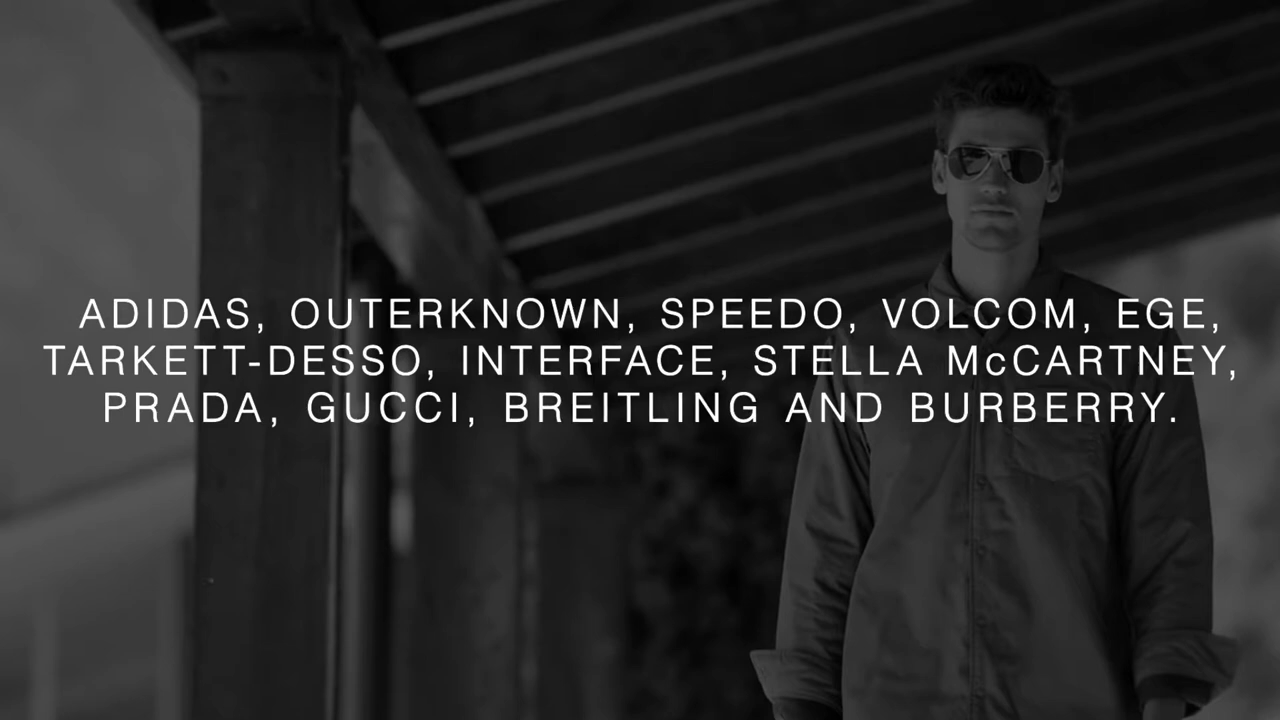 ADIDAS, OUTERKNOWN, SPEEDO, VOLCOM, EGE,
TARKETT-DESSO, INTERFACE, STELLA McCARTNEY,
PRADA, GUCCI, BREITLING AND BURBERRY.